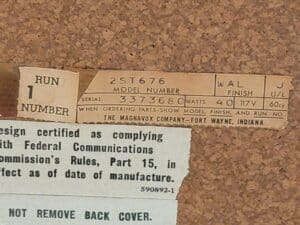 RUN
1
NUMBER
2ST676
MODEL NUMBER
WAL
FINISH
J
U/L
SERIAL 3373680 WATTS 40 117V 60cy
WHEN ORDERING PARTS-SHOW MODEL, FINISH, AND RUN NO.
THE MAGNAVOX COMPANY-FORT WAYNE, INDIANA
esign certified as complying
ith Federal Communications
ommission's Rules, Part 15, in
ffect as of date of manufacture.
590892-1
NOT REMOVE BACK COVER.